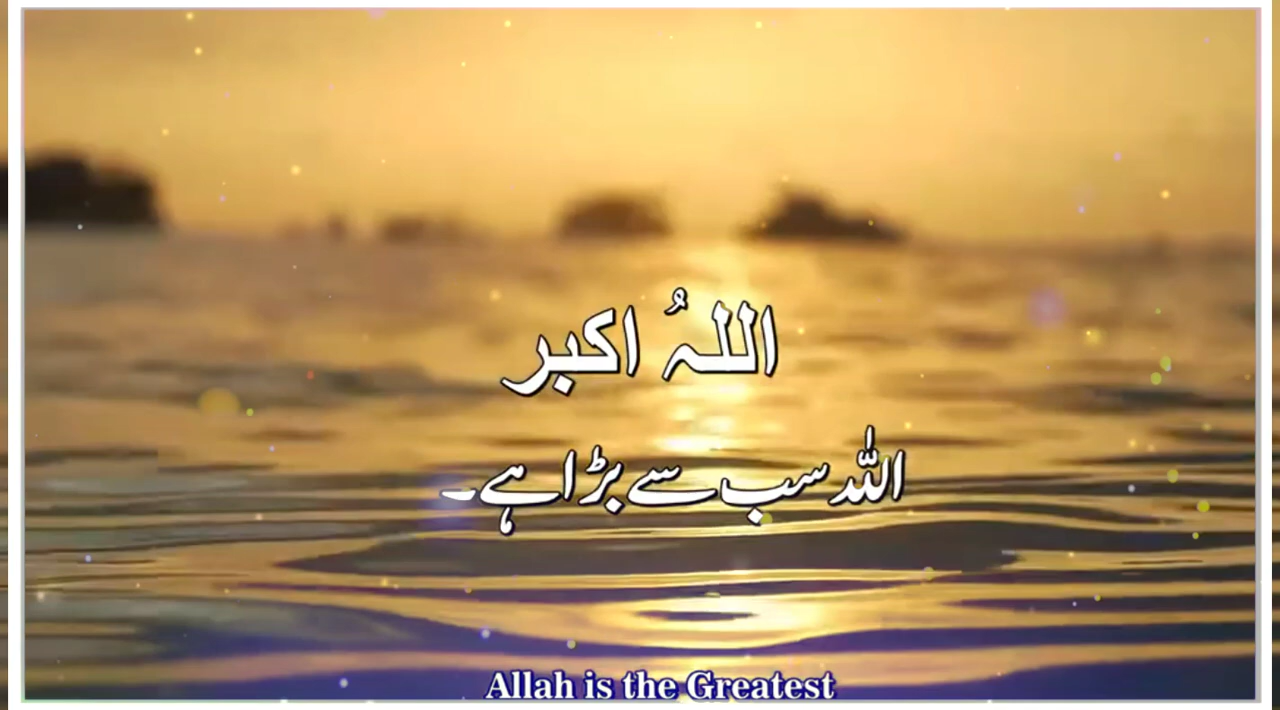 اللہُ اکبر
اللہ سب سے بڑا ہے۔
Allah is the Greatest